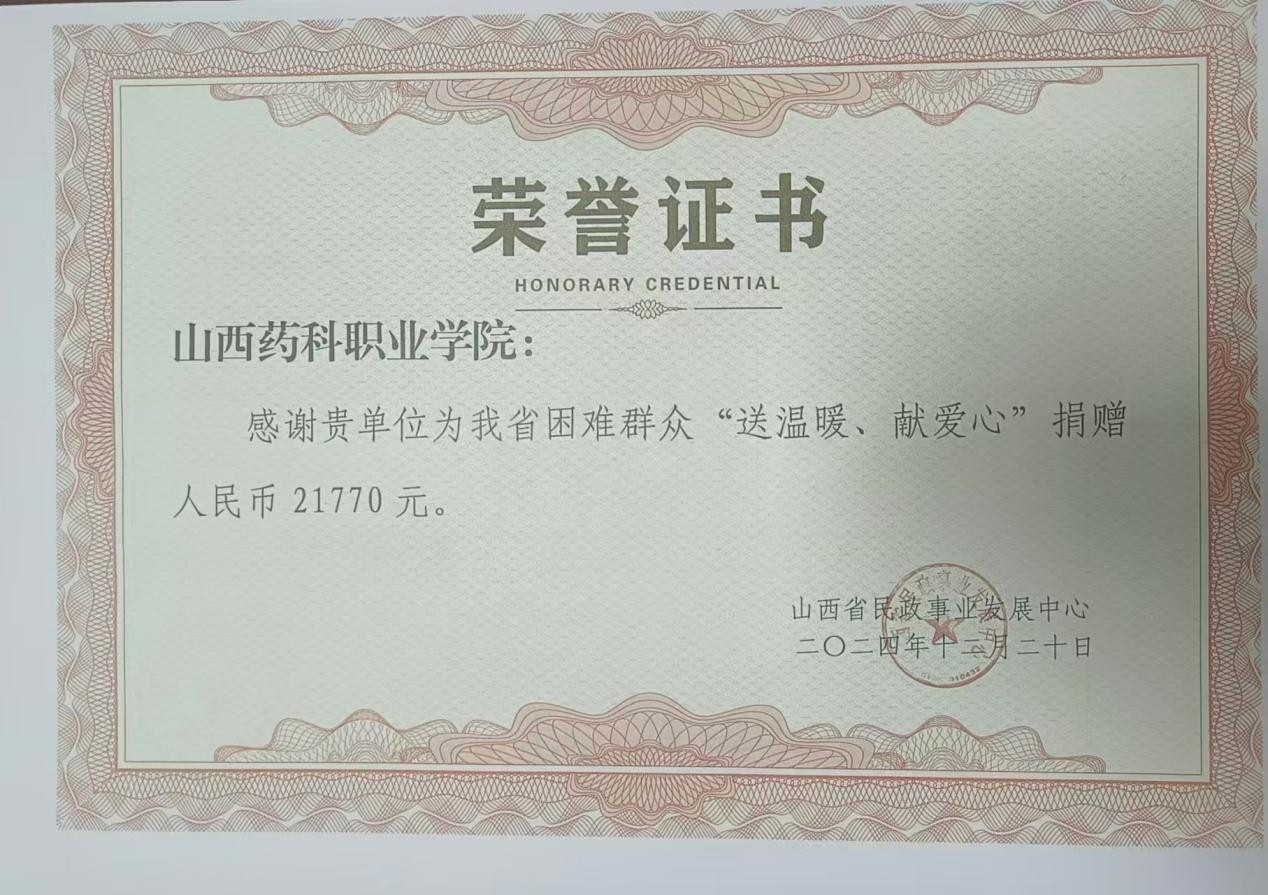 荣誉证书
HONORARY CREDENTIAL
山西药科职业学院：
感谢贵单位为我省困难群众“送温暖、献爱心”捐赠
人民币 21770 元。
山西省民政事业发展中心
二〇二四年十二月二十日